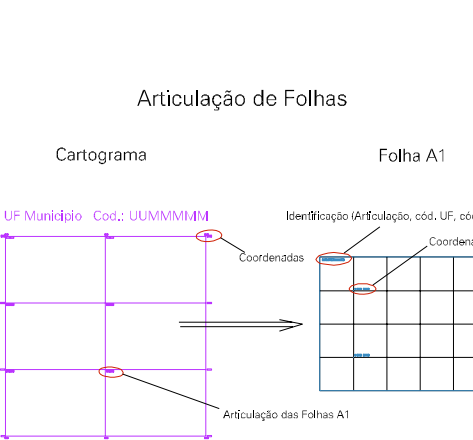 Articulação de Folhas
Cartograma
Folha A1
UF Municipio Cod.: UUMMMMM
Identificação (Articulação, cód. UF, có
Coordenadas
Coordena
Articulação das Folhas A1